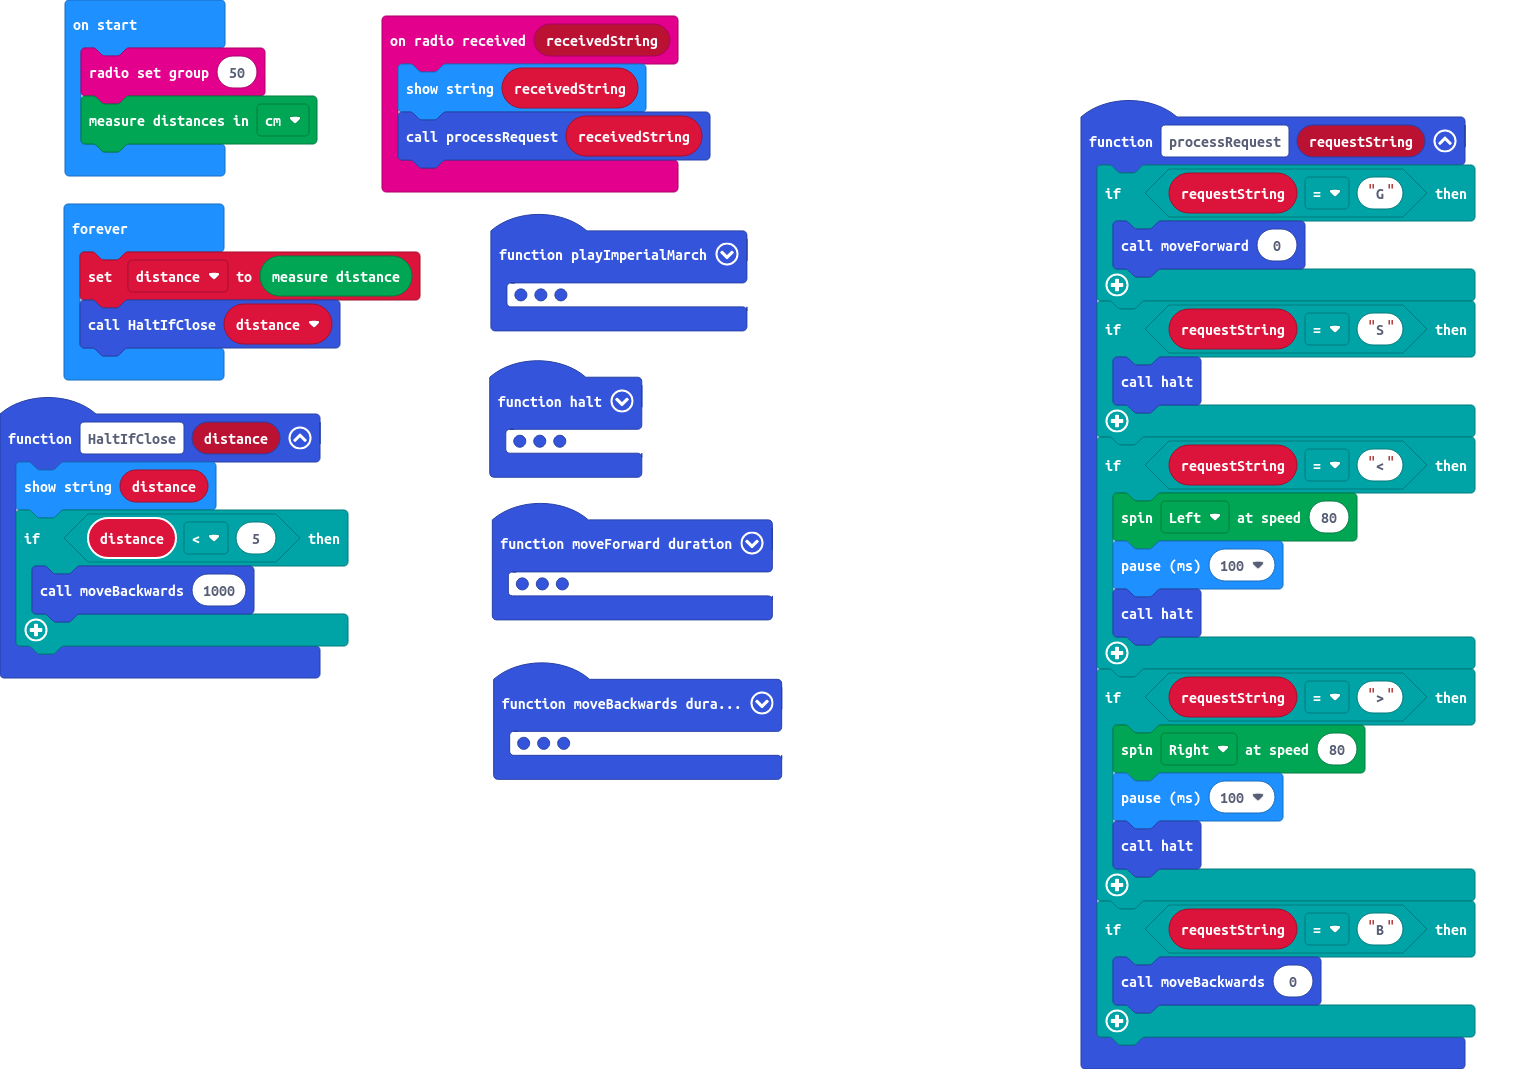 on start
radio set group 50
measure distances in cm
on radio received receivedString
show string receivedString
call processRequest receivedString
forever
set distance to measure distance
call HaltIfClose distance
function HaltIfClose distance
show string distance
if distance < 5 then
call moveBackwards 1000
function playImperialMarch
function halt
function moveForward duration
function moveBackwards dura...
function processRequest requestString
if requestString = "G" then
call moveForward 0
if requestString = "S" then
call halt
if requestString = "<" then
spin Left at speed 80
pause (ms) 100
call halt
if requestString = ">" then
spin Right at speed 80
pause (ms) 100
call halt
if requestString = "B" then
call moveBackwards 0